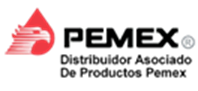 PEMEX®
Distribuidor Asociado
De Productos Pemex